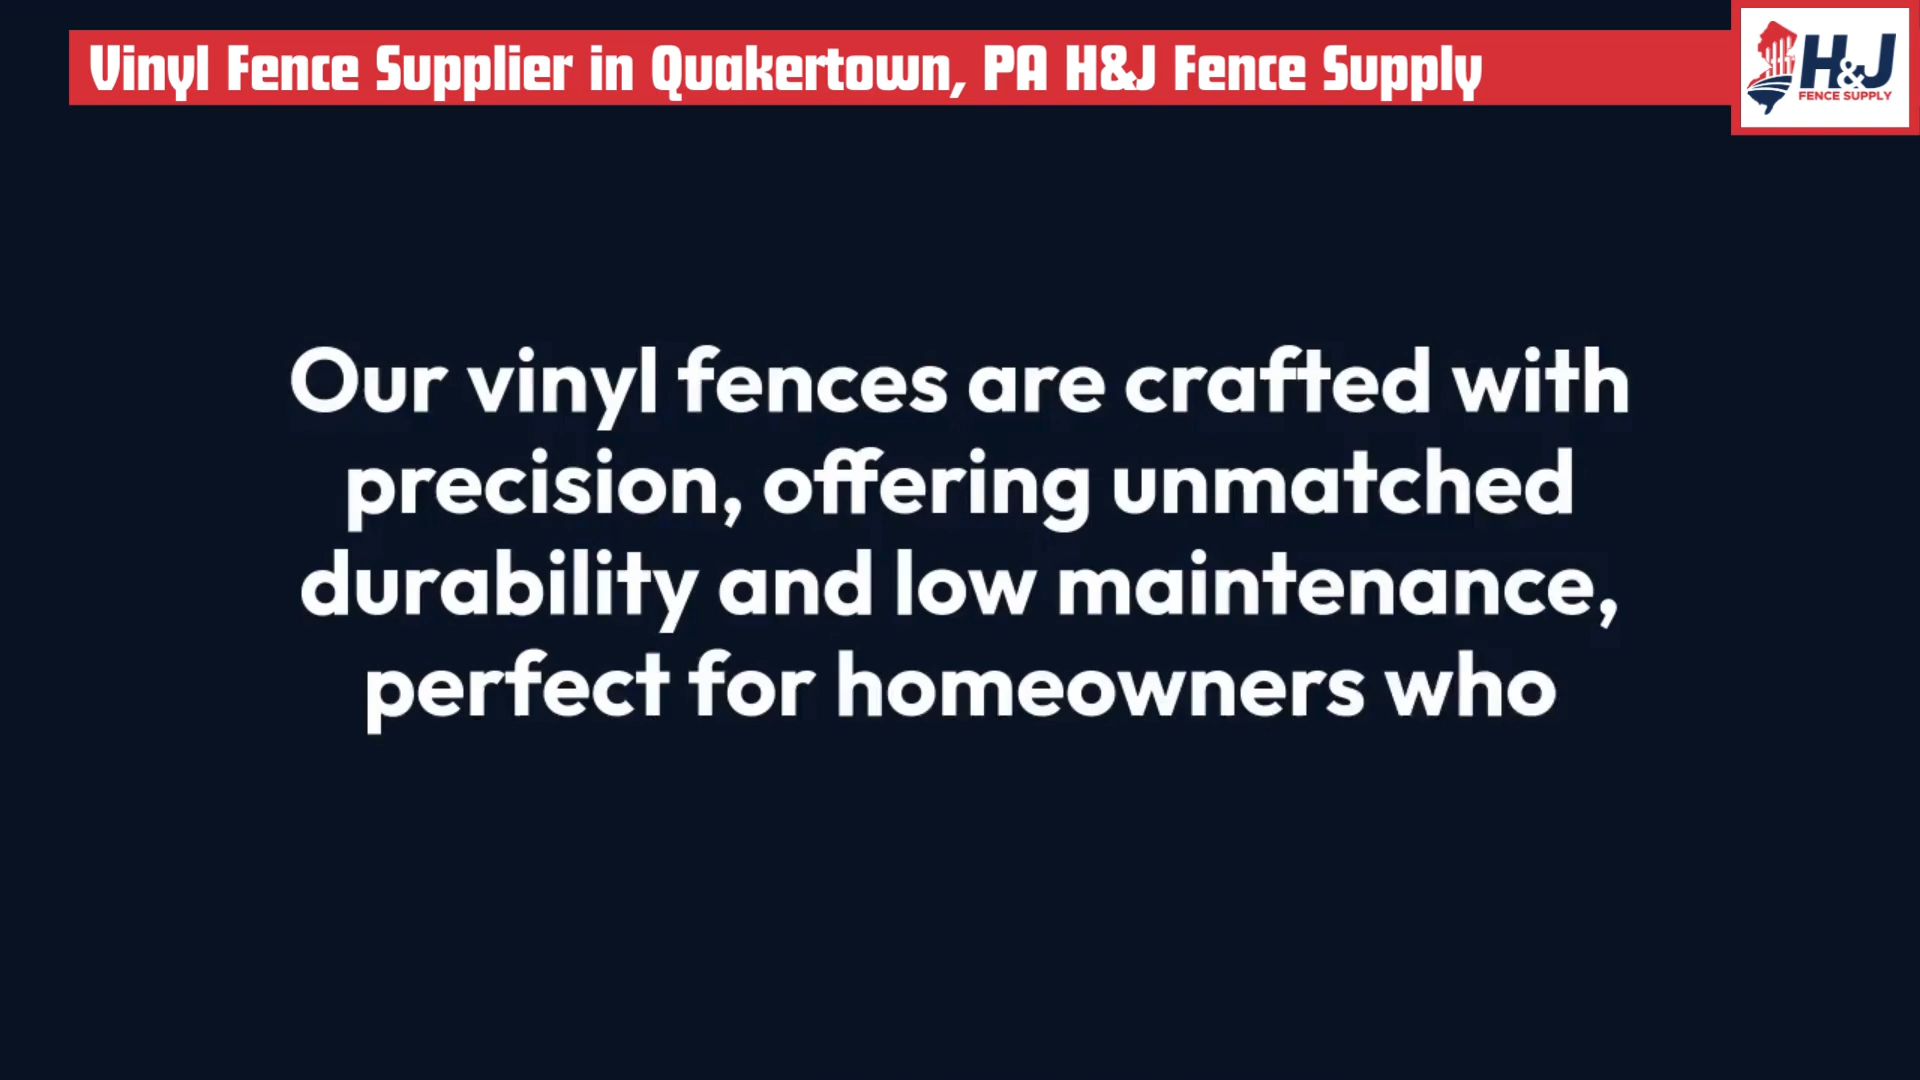 Vinyl Fence Supplier in Quakertown, PA H&J Fence Supply
H&J
FENCE SUPPLY
Our vinyl fences are crafted with
precision, offering unmatched
durability and low maintenance,
perfect for homeowners who